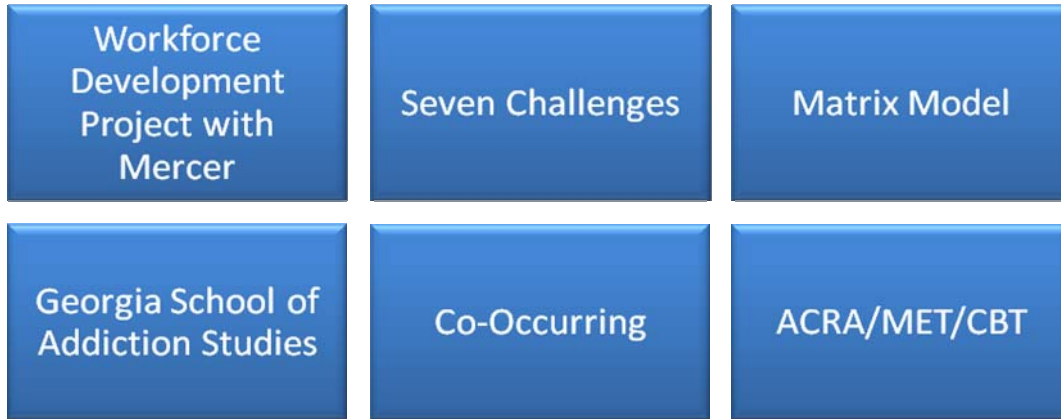 Workforce
Development
Project with
Mercer
Seven Challenges
Matrix Model
Georgia School of
Addiction Studies
Co-Occurring
ACRA/MET/CBT